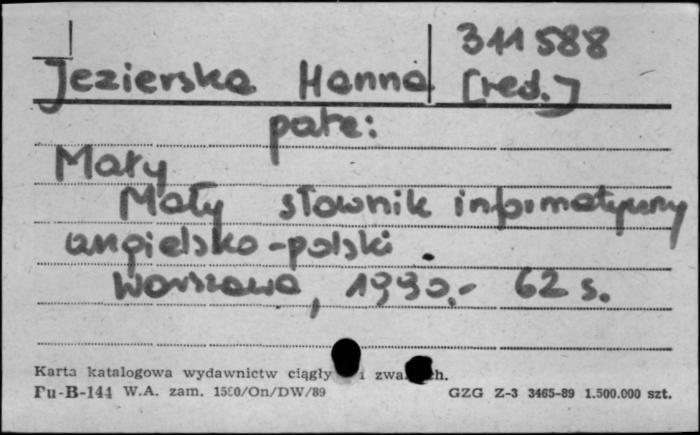 311588
Jezierska Hanna [red.]
patrz:
Mały
Mały słownik informatyczny
angielsko-polski.
Warszawa, 1990.- 62 s.
Karta katalogowa wydawnictw ciągły i
Pu-B-144 W.A. zam. /On/DW/89 GZG Z-3 3465-89 1.500.000 szt.